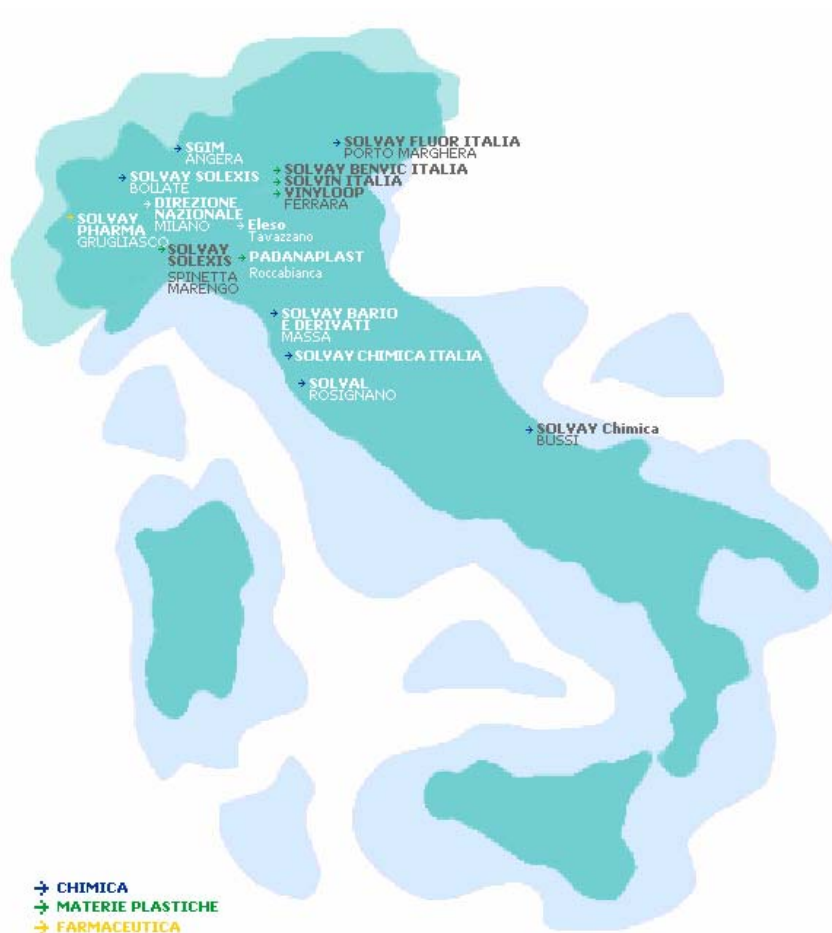 SGIM
ANGERA
SOLVAY FLUOR ITALIA
PORTO MARGHERA
SOLVAY SOLEXIS
BOLLATE
SOLVAY BENVIC ITALIA
SOLVIN ITALIA
VINYLOOP
FERRARA
DIREZIONE
NAZIONALE
MILANO
SOLVAY
PHARMA
GRUGLIASCO
Eleso
Tavazzano
SOLVAY
SOLEXIS
SPINETTA
MARENGO
PADANAPLAST
Roccabianca
SOLVAY BARIO
E DERIVATI
MASSA
SOLVAY CHIMICA ITALIA
SOLVAL
ROSIGNANO
SOLVAY Chimica
BUSSI
CHIMICA
MATERIE PLASTICHE
FARMACEUTICA